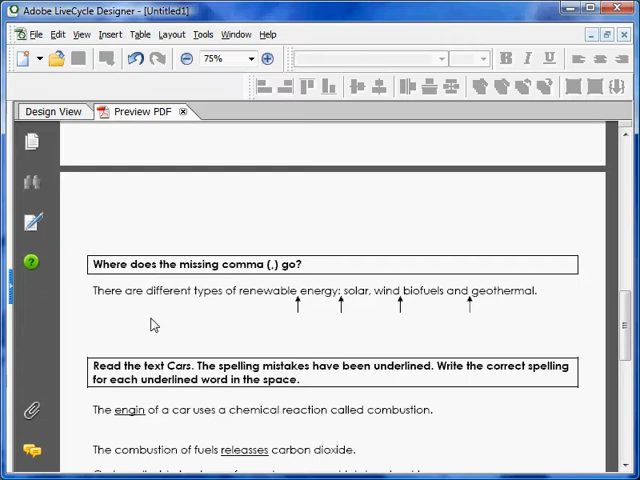 Adobe LiveCycle Designer - [Untitled1]
File Edit View Insert Table Layout Tools Window Help
75%
B I U
Design View Preview PDF
Where does the missing comma (,) go?
There are different types of renewable energy: solar, wind biofuels and geothermal.
Read the text Cars. The spelling mistakes have been underlined. Write the correct spelling
for each underlined word in the space.
The engin of a car uses a chemical reaction called combustion.
The combustion of fuels releasses carbon dioxide.